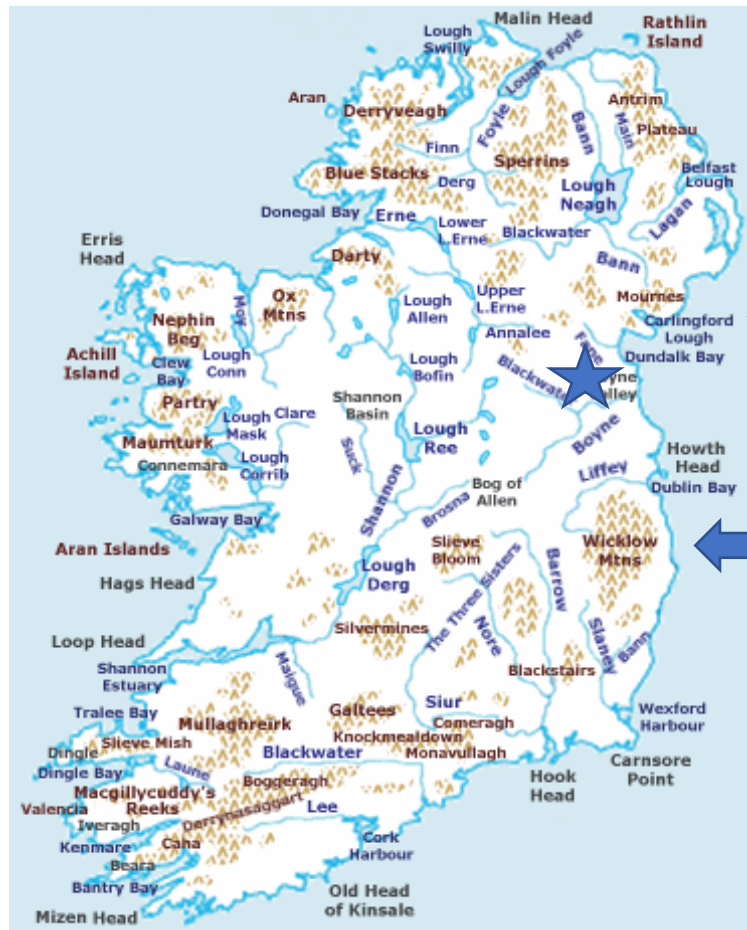 Malin Head
Rathlin
Island
Lough
Swilly
Lough Foyle
Aran
Derryveagh
Foyle
Bann
Antrim
Main
Plateau
Finn
Sperrins
Blue Stacks
Derg
Lough
Neagh
Belfast
Lough
Donegal Bay
Erne
Lower
L.Erne
Blackwater
Lagan
Erris
Head
Darty
Bann
Ox
Mtns
Moy
Nephin
Beg
Lough
Allen
Upper
L.Erne
Mournes
Carlingford
Lough
Annalee
Fane
Dundalk Bay
Achill
Island
Clew
Bay
Lough
Conn
Lough
Bofin
Blackwater
Partry
Shannon
Basin
Lough
Mask
Clare
Maumturk
Connemara
Lough
Corrib
Suck
Shannon
Lough
Ree
Boyne
Howth
Head
Liffey
Dublin Bay
Bog of
Allen
Brosna
Galway Bay
Aran Islands
Slieve
Bloom
Wicklow
Mtns
Hags Head
Lough
Derg
The Three Sisters
Barrow
Loop Head
Silvermines
Nore
Slaney
Bann
Shannon
Estuary
Maigue
Blackstairs
Tralee Bay
Mullaghreirk
Galtees
Siur
Wexford
Harbour
Comeragh
Knockmealdown
Monavullagh
Dingle
Slieve Mish
Blackwater
Carnsore
Point
Dingle Bay
Laune
Boggeragh
Hook
Head
Macgillycuddy's
Reeks
Valencia
Derrynasaggart
Lee
Iveragh
Kenmare
Caha
Cork
Harbour
Beara
Bantry Bay
Old Head
of Kinsale
Mizen Head